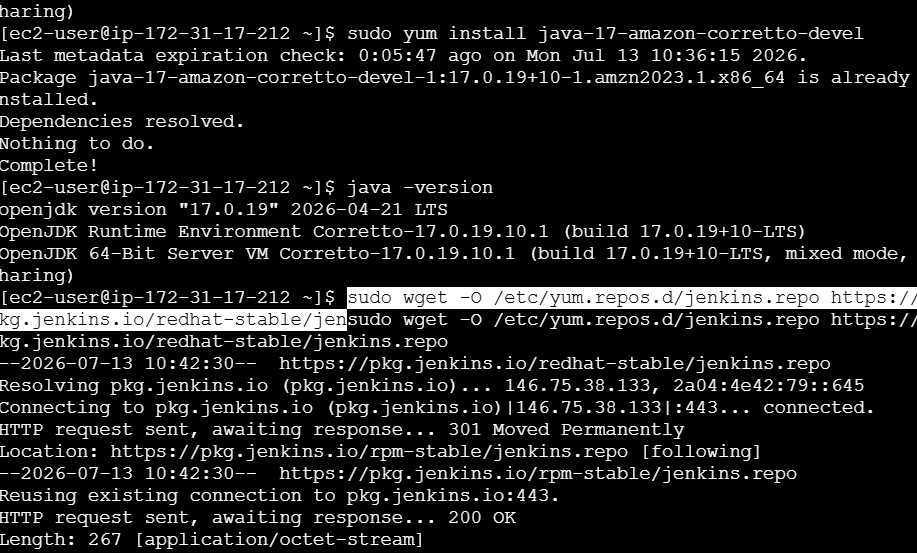 haring)
[ec2-user@ip-172-31-17-212 ~]$ sudo yum install java-17-amazon-corretto-devel
Last metadata expiration check: 0:05:47 ago on Mon Jul 13 10:36:15 2026.
Package java-17-amazon-corretto-devel-1:17.0.19+10-1.amzn2023.1.x86_64 is already
nstalled.
Dependencies resolved.
Nothing to do.
Complete!
[ec2-user@ip-172-31-17-212 ~]$ java -version
openjdk version "17.0.19" 2026-04-21 LTS
OpenJDK Runtime Environment Corretto-17.0.19.10.1 (build 17.0.19+10-LTS)
OpenJDK 64-Bit Server VM Corretto-17.0.19.10.1 (build 17.0.19+10-LTS, mixed mode,
haring)
[ec2-user@ip-172-31-17-212 ~]$ sudo wget -O /etc/yum.repos.d/jenkins.repo https://
kg.jenkins.io/redhat-stable/jensudo wget -O /etc/yum.repos.d/jenkins.repo https://
kg.jenkins.io/redhat-stable/jenkins.repo
--2026-07-13 10:42:30-- https://pkg.jenkins.io/redhat-stable/jenkins.repo
Resolving pkg.jenkins.io (pkg.jenkins.io)... 146.75.38.133, 2a04:4e42:79::645
Connecting to pkg.jenkins.io (pkg.jenkins.io)|146.75.38.133|:443... connected.
HTTP request sent, awaiting response... 301 Moved Permanently
Location: https://pkg.jenkins.io/rpm-stable/jenkins.repo [following]
--2026-07-13 10:42:30-- https://pkg.jenkins.io/rpm-stable/jenkins.repo
Reusing existing connection to pkg.jenkins.io:443.
HTTP request sent, awaiting response... 200 OK
Length: 267 [application/octet-stream]